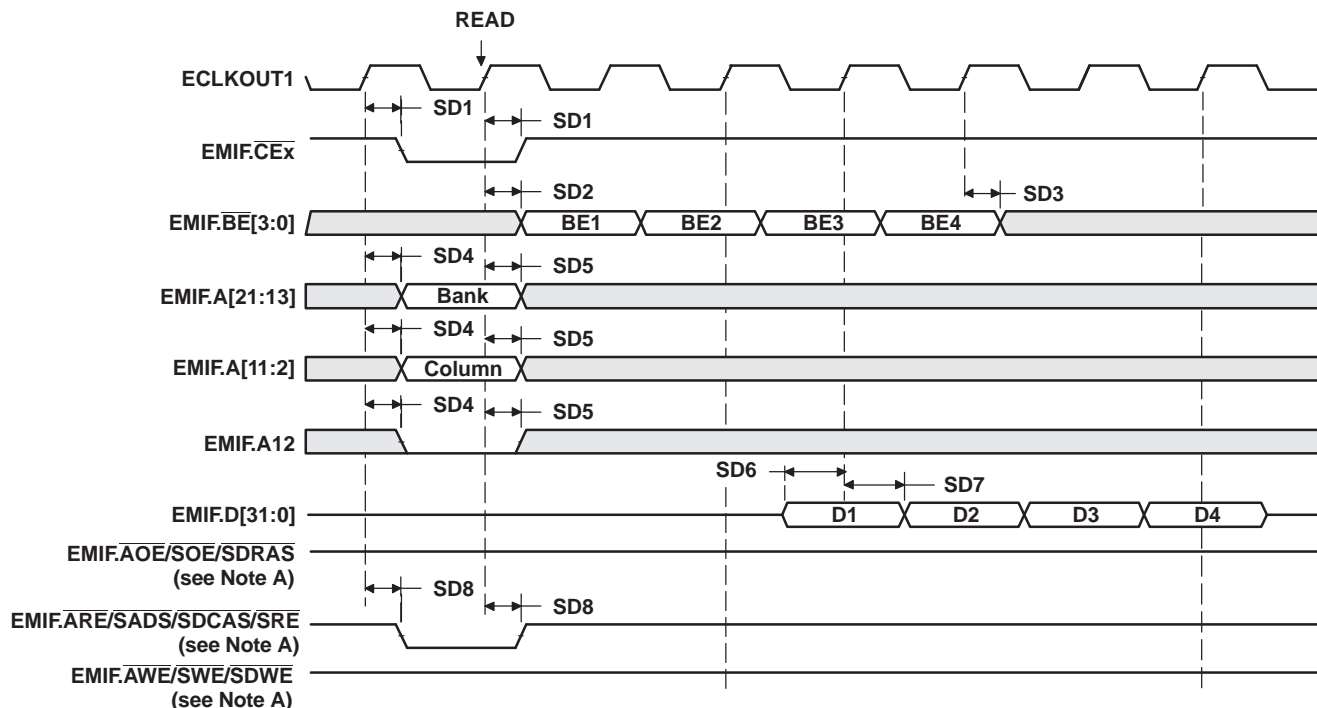 READ
ECLKOUT1
SD1
SD1
EMIF.CEx
SD2
SD3
EMIF.BE[3:0]
BE1 BE2 BE3 BE4
SD4 SD5
EMIF.A[21:13]
Bank
SD4 SD5
EMIF.A[11:2]
Column
SD4 SD5
EMIF.A12
SD6 SD7
EMIF.D[31:0]
D1 D2 D3 D4
EMIF.AOE/SOE/SDRAS
(see Note A)
SD8 SD8
EMIF.ARE/SADS/SDCAS/SRE
(see Note A)
EMIF.AWE/SWE/SDWE
(see Note A)